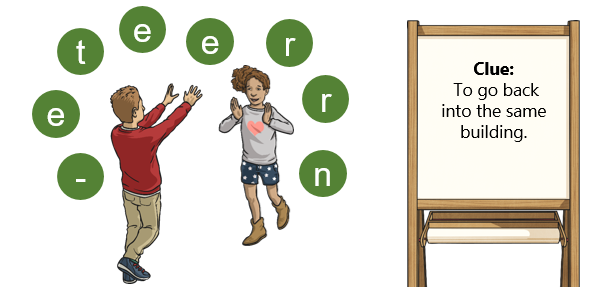 - e t e e r r n
Clue:
To go back
into the same
building.